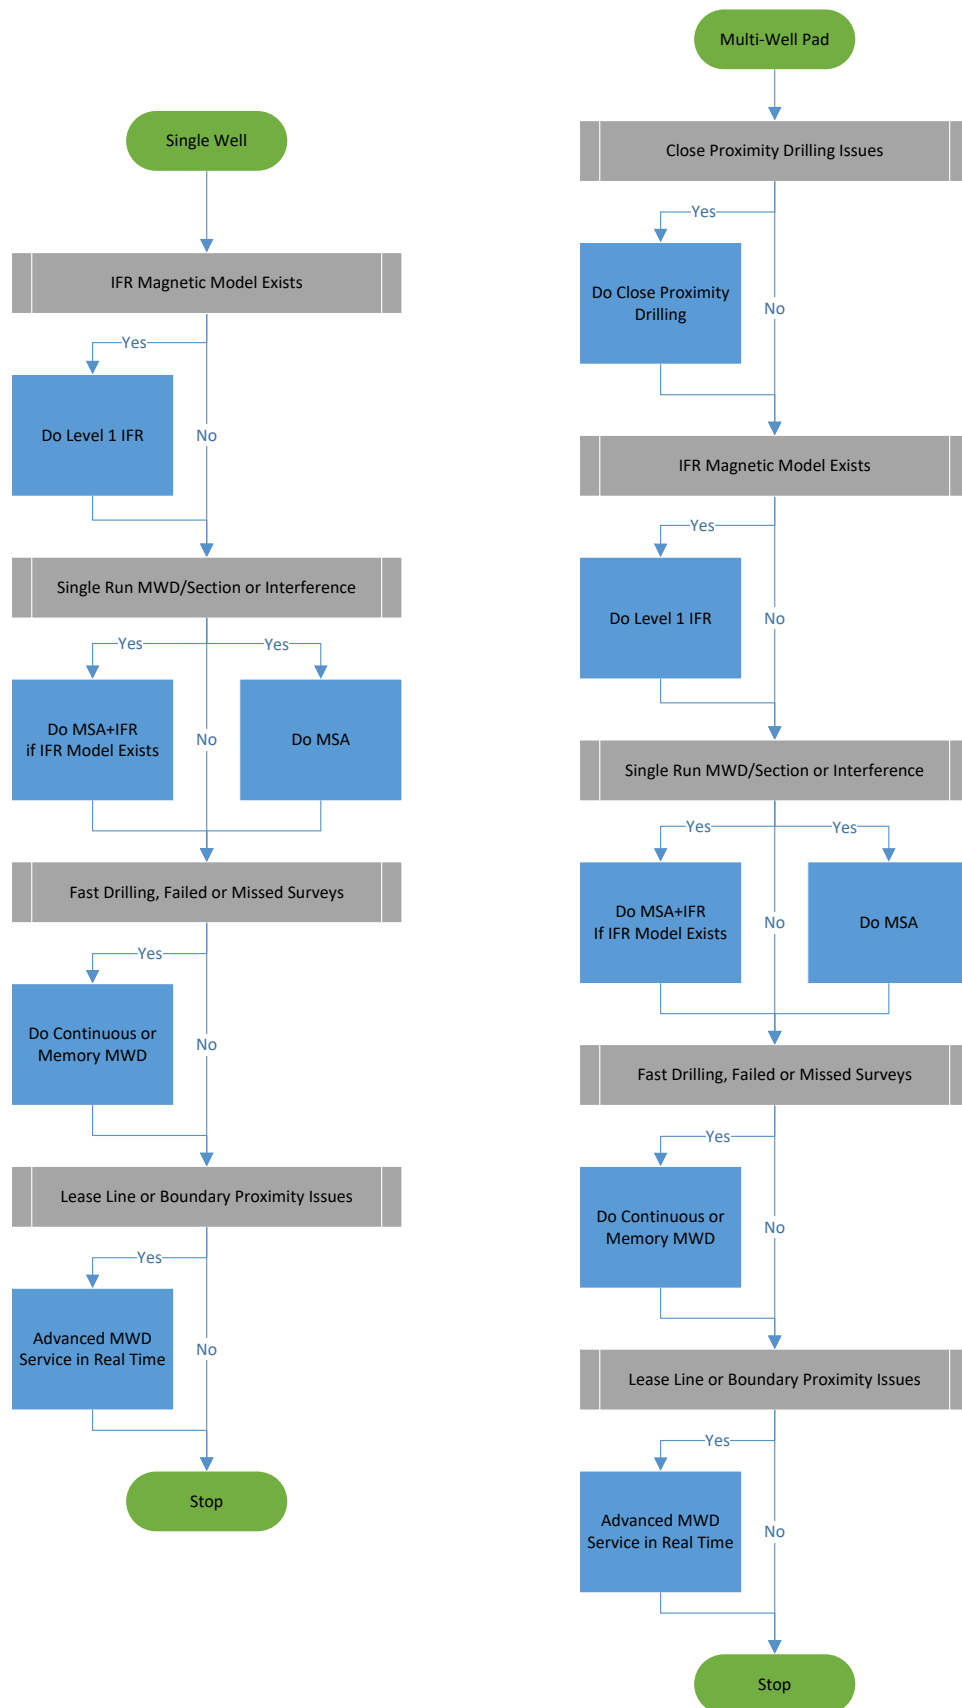 Single Well
IFR Magnetic Model Exists
Yes
Do Level 1 IFR
No
Single Run MWD/Section or Interference
Yes
Yes
Do MSA+IFR
if IFR Model Exists
No
Do MSA
Fast Drilling, Failed or Missed Surveys
Yes
Do Continuous or
Memory MWD
No
Lease Line or Boundary Proximity Issues
Yes
Advanced MWD
Service in Real Time
No
Stop
Multi-Well Pad
Close Proximity Drilling Issues
Yes
Do Close Proximity
Drilling
No
IFR Magnetic Model Exists
Yes
Do Level 1 IFR
No
Single Run MWD/Section or Interference
Yes
Yes
Do MSA+IFR
If IFR Model Exists
No
Do MSA
Fast Drilling, Failed or Missed Surveys
Yes
Do Continuous or
Memory MWD
No
Lease Line or Boundary Proximity Issues
Yes
Advanced MWD
Service in Real Time
No
Stop